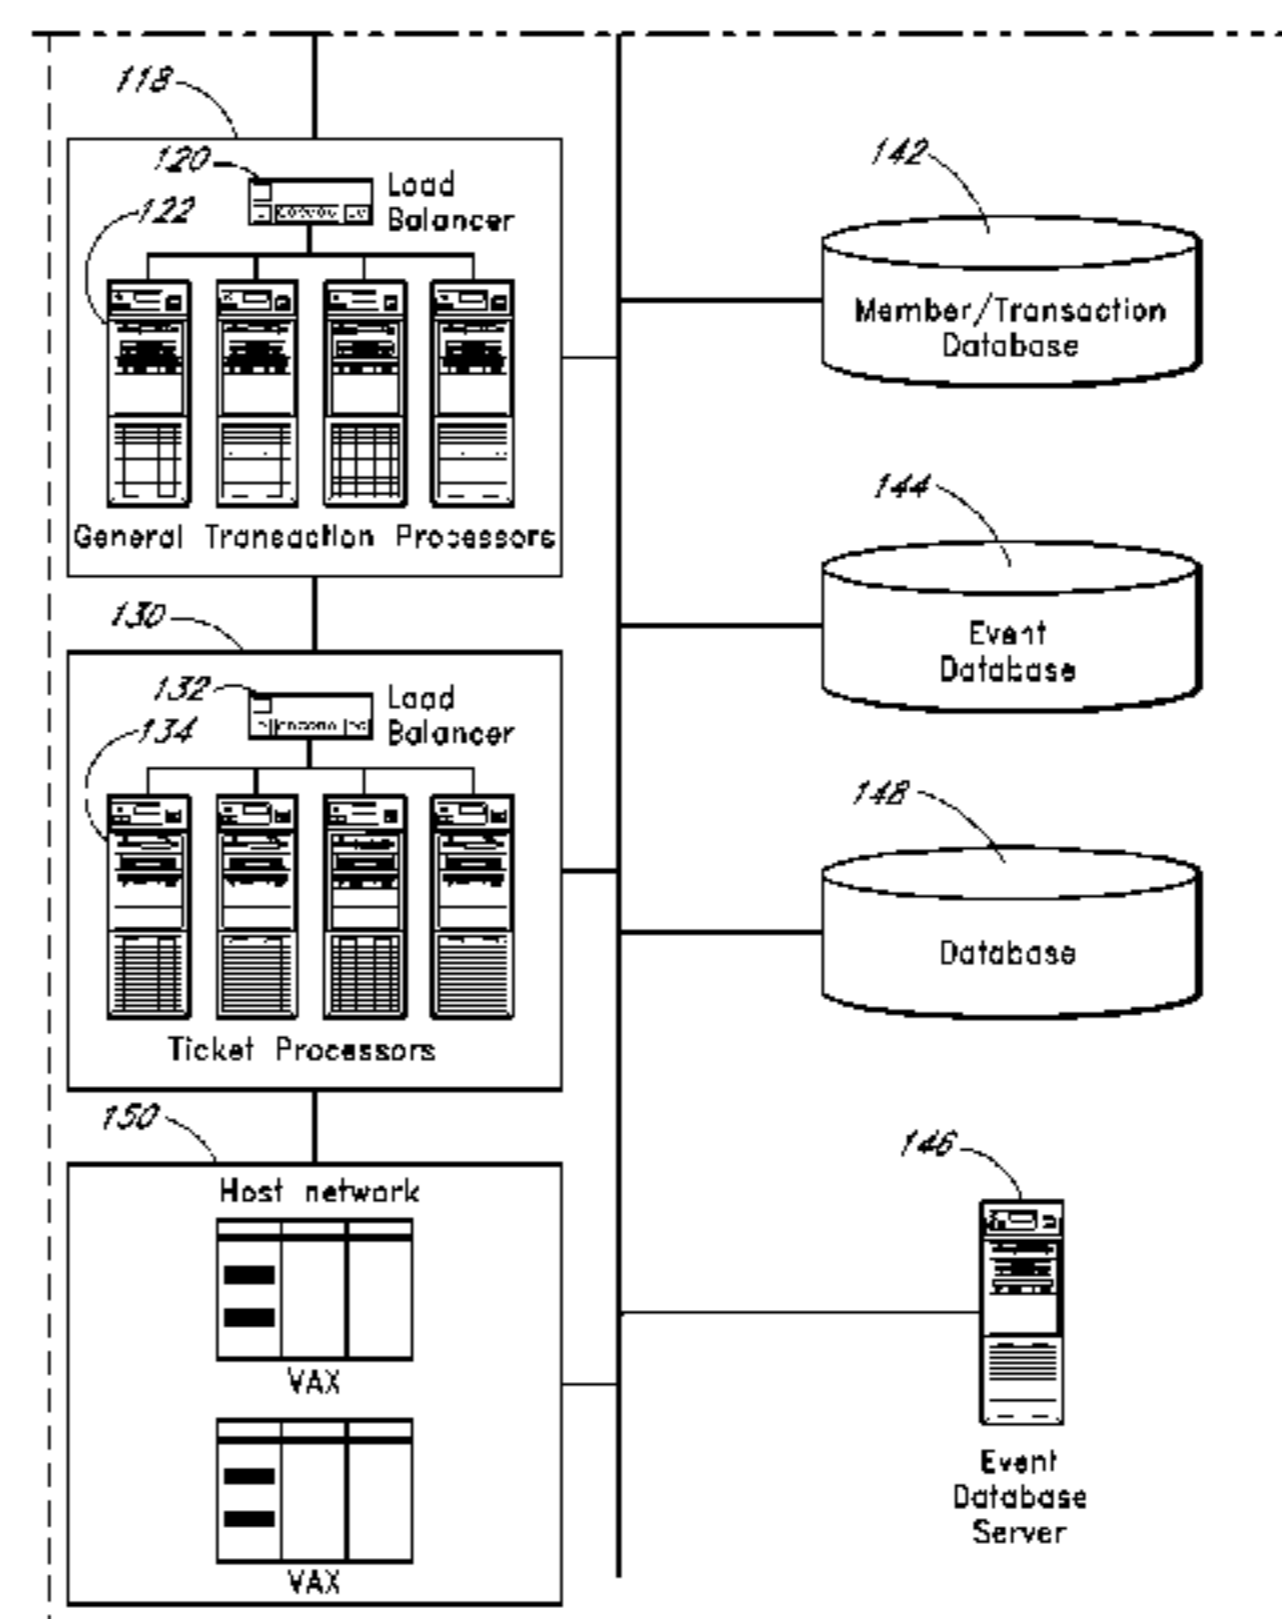 118
120
Load
Balancer
122
General Transaction Processors
130
132
Load
Balancer
134
Ticket Processors
150
Host network
VAX
VAX
142
Member/Transaction
Database
144
Event
Database
148
Database
146
Event
Database
Server